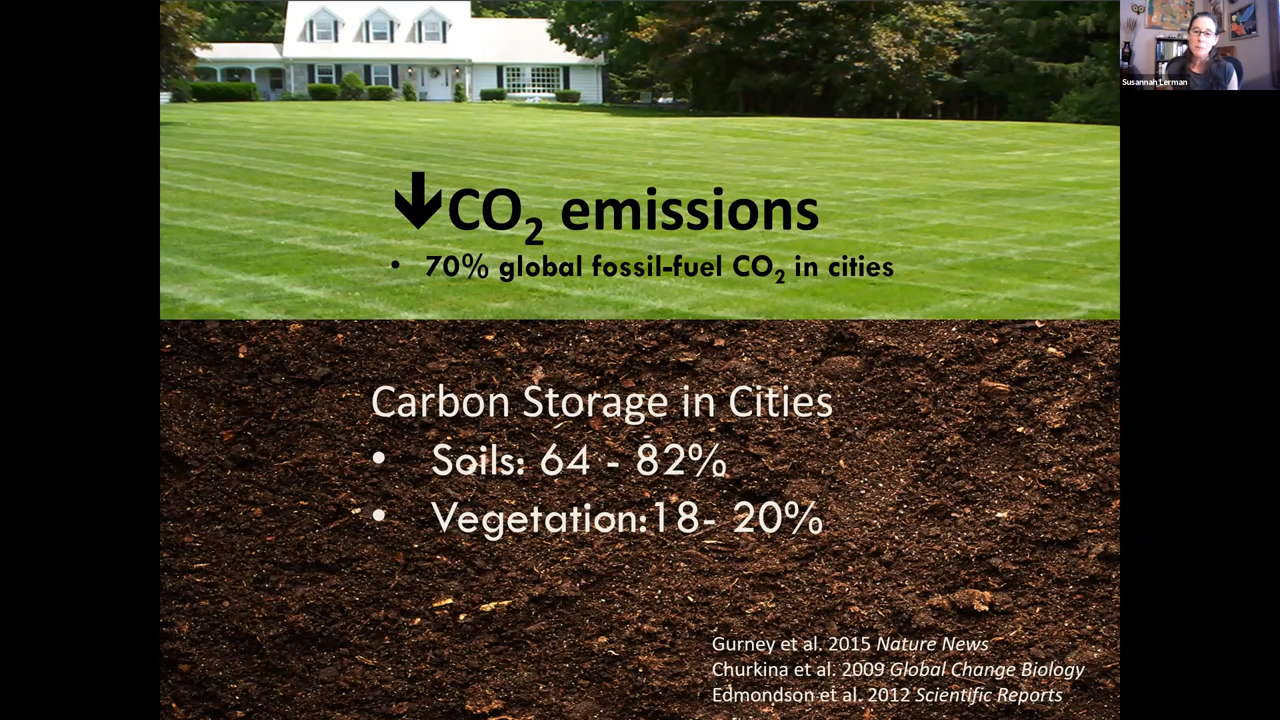 Susannah Lerman
🡻CO₂ emissions
• 70% global fossil-fuel CO₂ in cities
Carbon Storage in Cities
• Soils: 64 - 82%
• Vegetation:18- 20%
Gurney et al. 2015 Nature News
Churkina et al. 2009 Global Change Biology
Edmondson et al. 2012 Scientific Reports